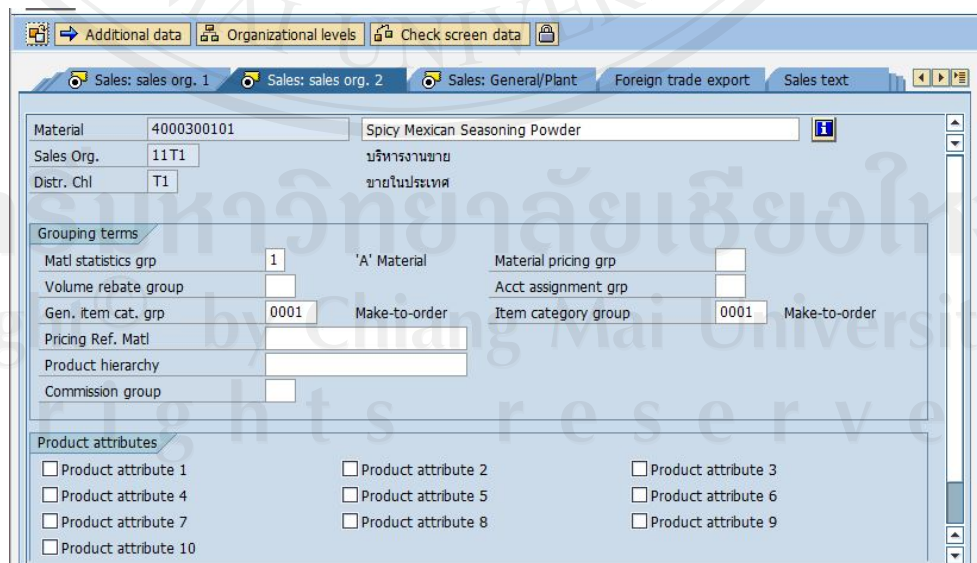 Additional data Organizational levels Check screen data
Sales: sales org. 1 Sales: sales org. 2 Sales: General/Plant Foreign trade export Sales text
Material 4000300101 Spicy Mexican Seasoning Powder
Sales Org. 11T1 บริหารงานขาย
Distr. Chl T1 ขายในประเทศ
Grouping terms
Matl statistics grp 1 'A' Material Material pricing grp
Volume rebate group Acct assignment grp
Gen. item cat. grp 0001 Make-to-order Item category group 0001 Make-to-order
Pricing Ref. Matl
Product hierarchy
Commission group
Product attributes
Product attribute 1 Product attribute 2 Product attribute 3
Product attribute 4 Product attribute 5 Product attribute 6
Product attribute 7 Product attribute 8 Product attribute 9
Product attribute 10
by Chiang Mai Universit
rights reserve